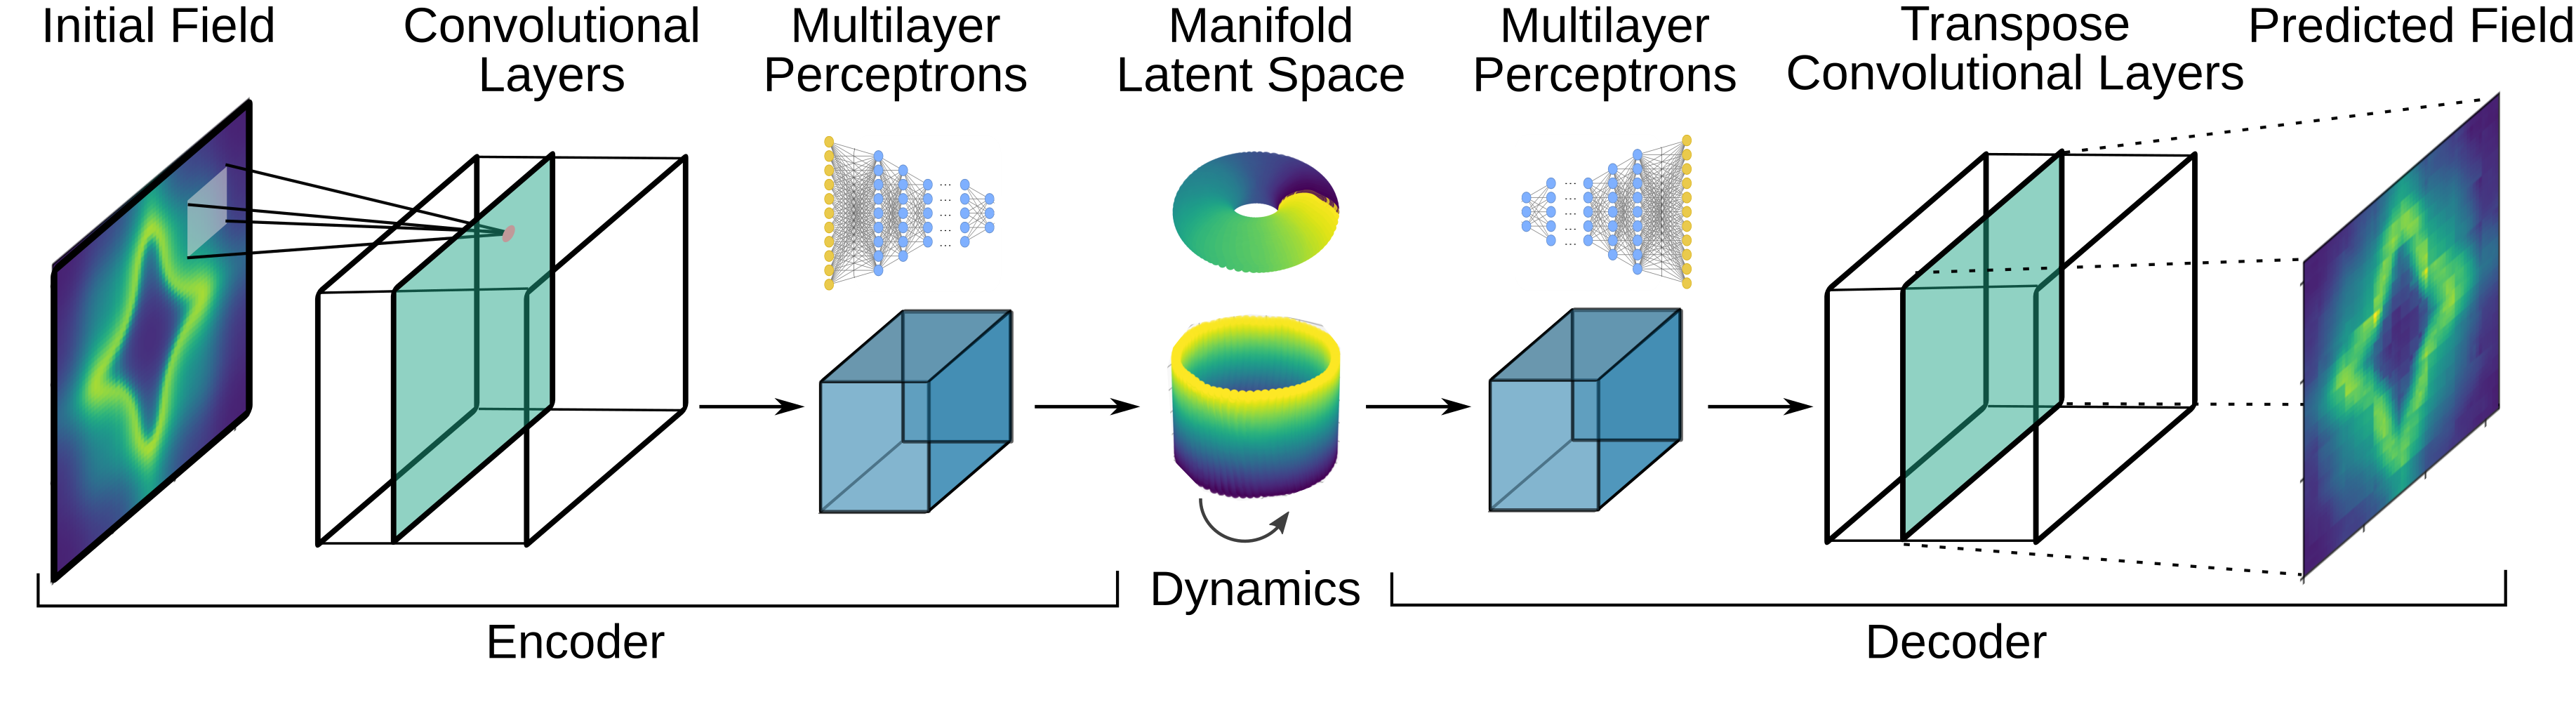 Initial Field
Convolutional
Layers
Multilayer
Perceptrons
Manifold
Latent Space
Multilayer
Perceptrons
Transpose
Convolutional Layers
Predicted Field
Dynamics
Encoder
Decoder